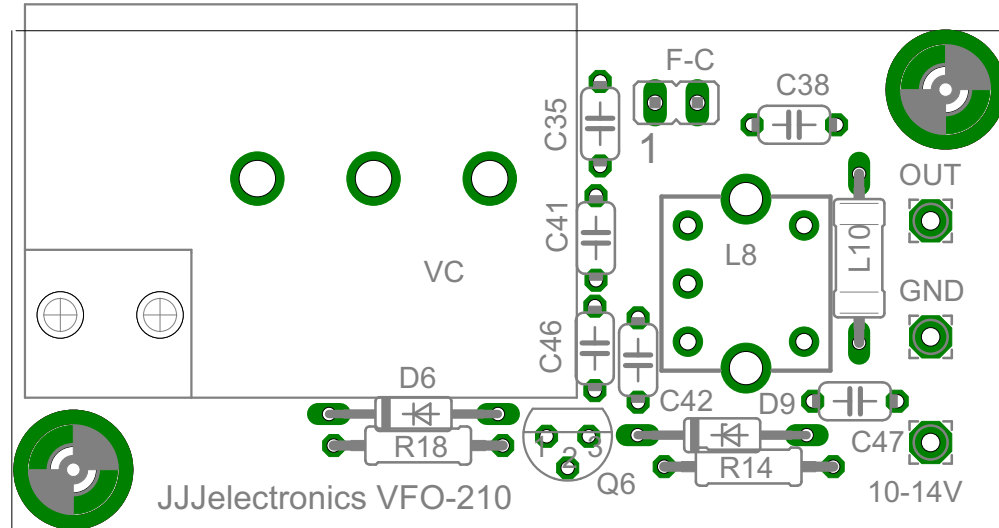 F-C
C38
C35
1
OUT
C41
L8
L10
VC
GND
C46
D6
C42
D9
R18
1
2
3
C47
R14
Q6
JJJelectronics VFO-210
10-14V